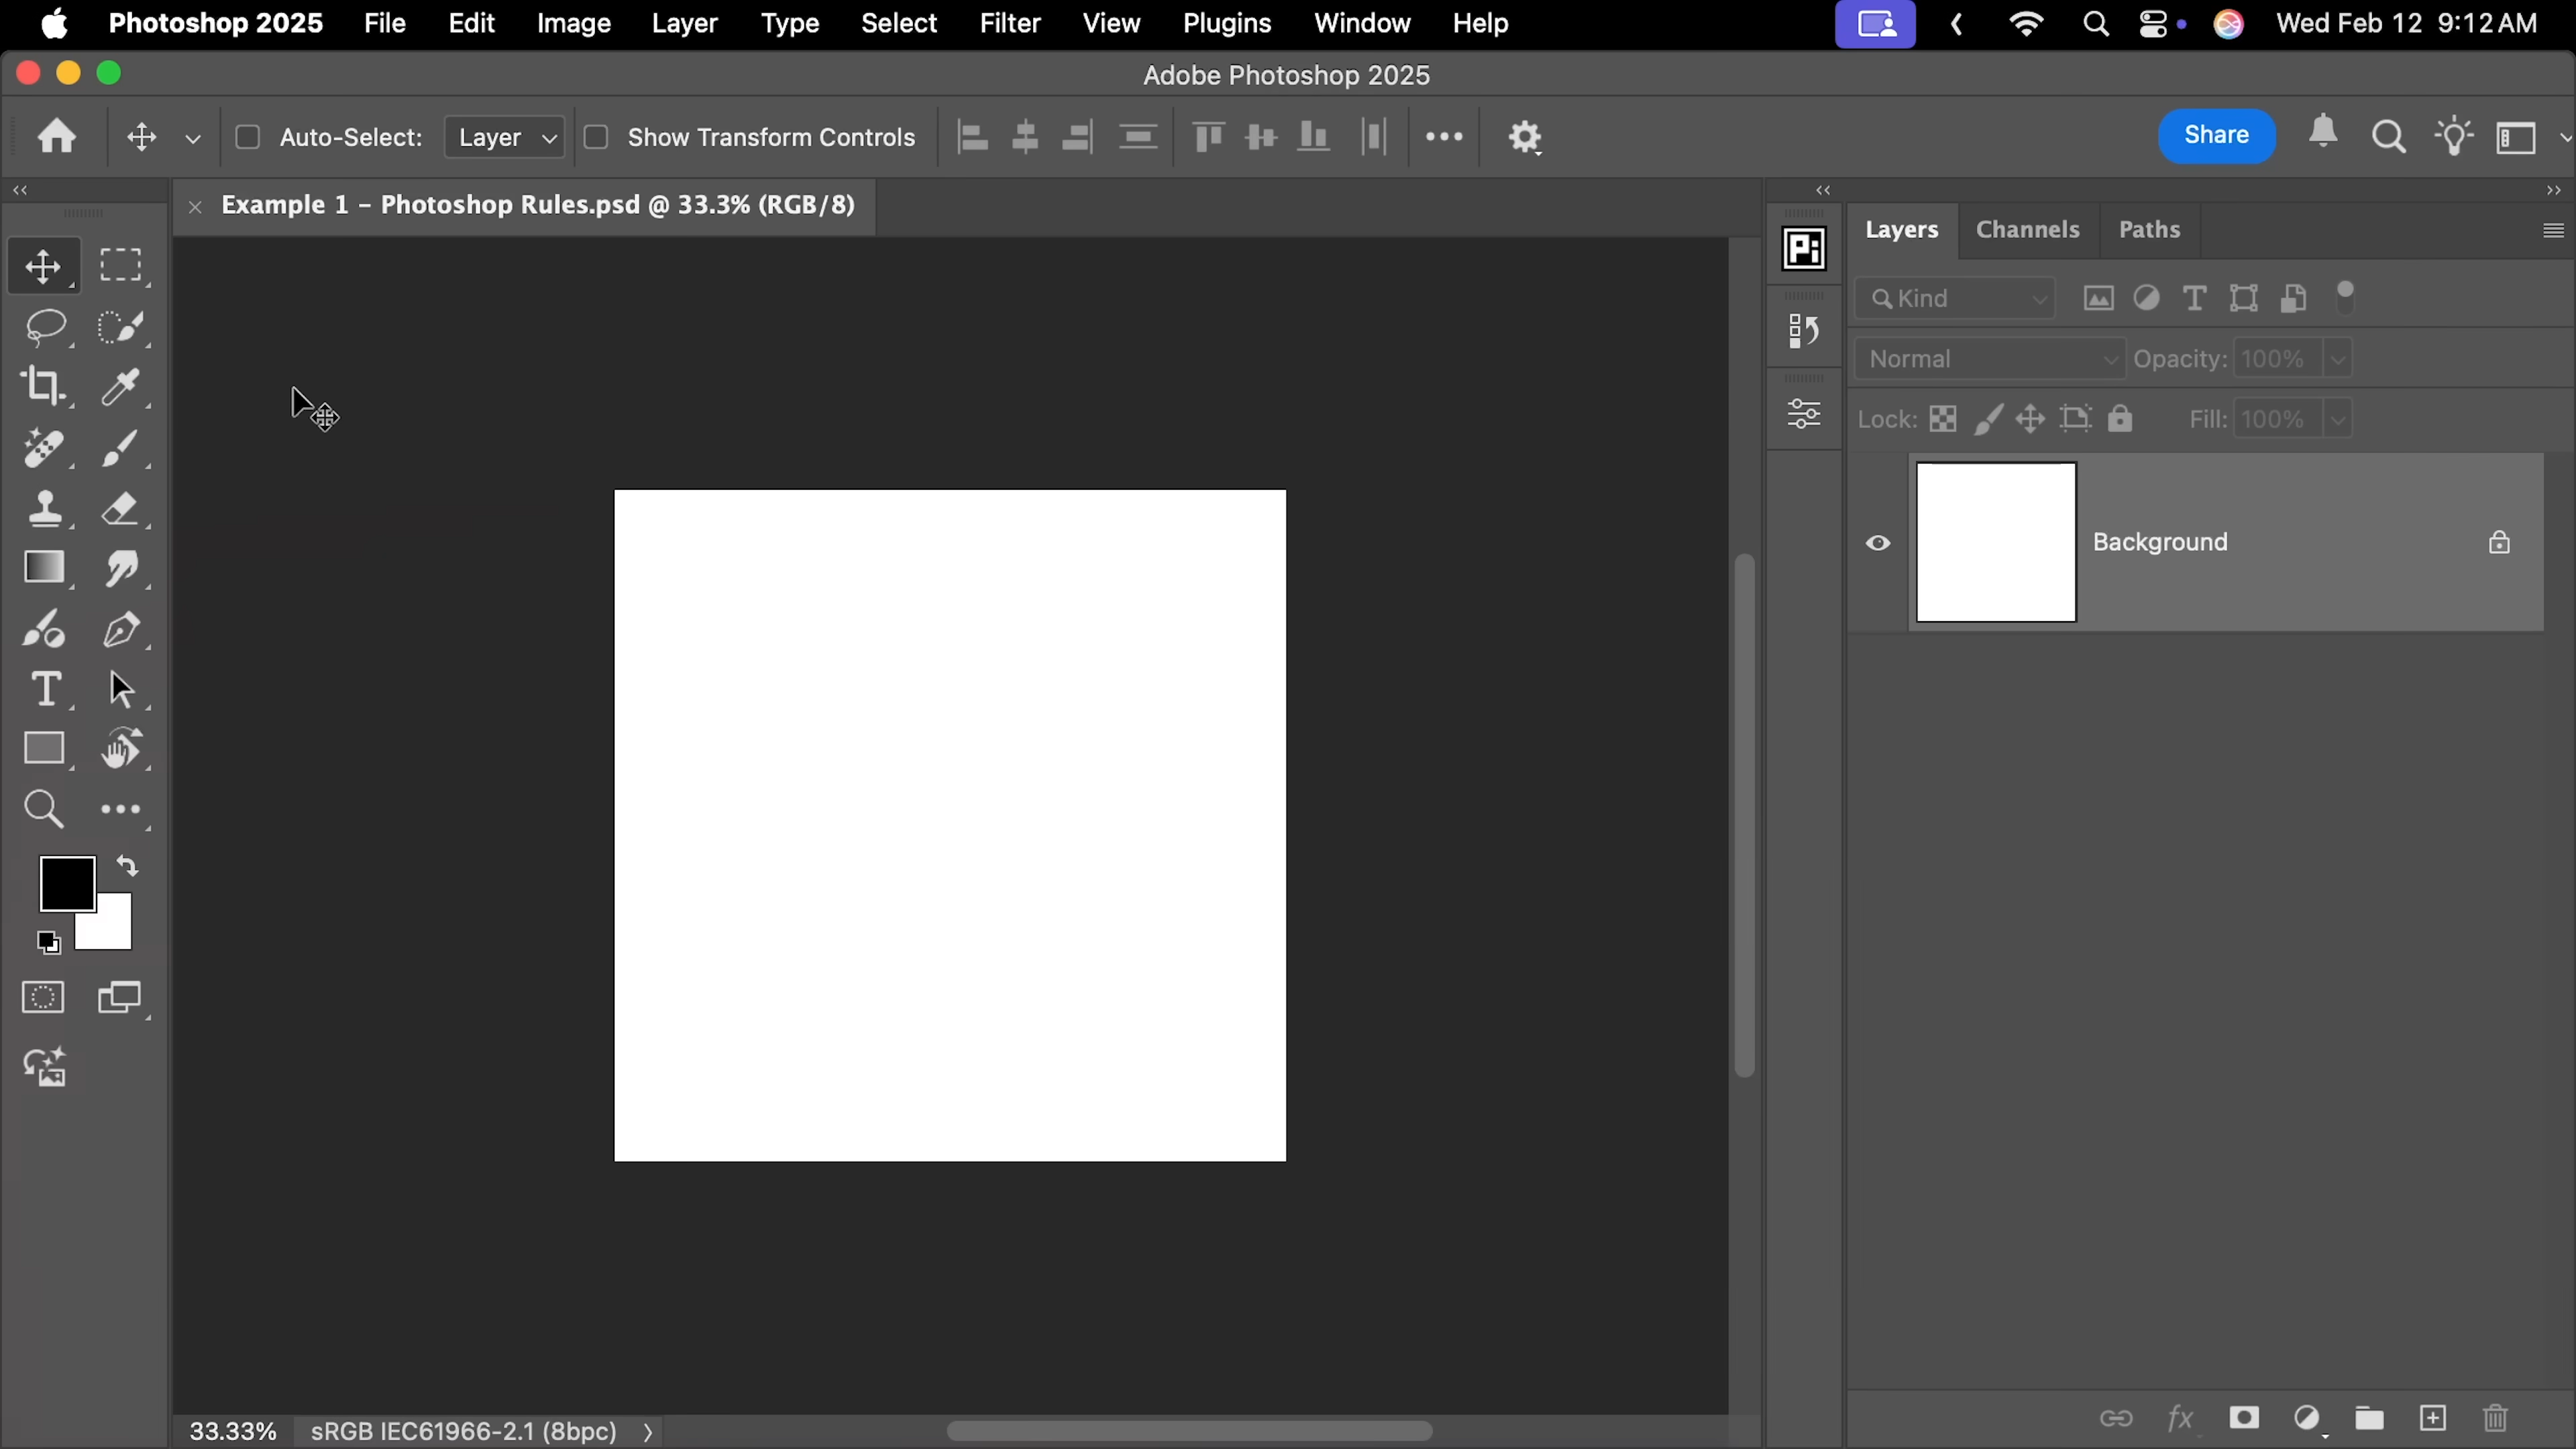 Photoshop 2025 File Edit Image Layer Type Select Filter View Plugins Window Help Wed Feb 12 9:12 AM
Adobe Photoshop 2025
Auto-Select: Layer Show Transform Controls Share
Example 1 – Photoshop Rules.psd @ 33.3% (RGB/8)
Pi
Layers Channels Paths
Kind
Normal Opacity: 100%
Lock: Fill: 100%
Background
33.33% sRGB IEC61966-2.1 (8bpc)
fx